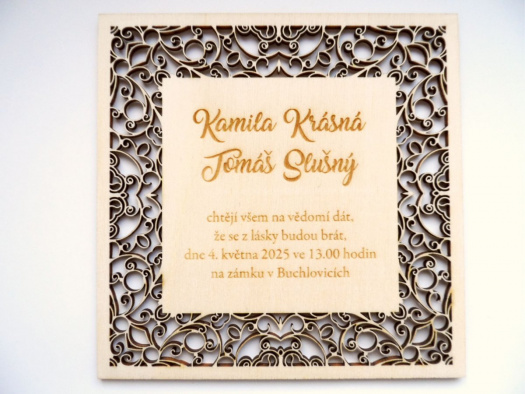 Kamila Krásná
Tomáš Slušný
chtějí všem na vědomí dát,
že se z lásky budou brát,
dne 4. května 2025 ve 13.00 hodin
na zámku v Buchlovicích